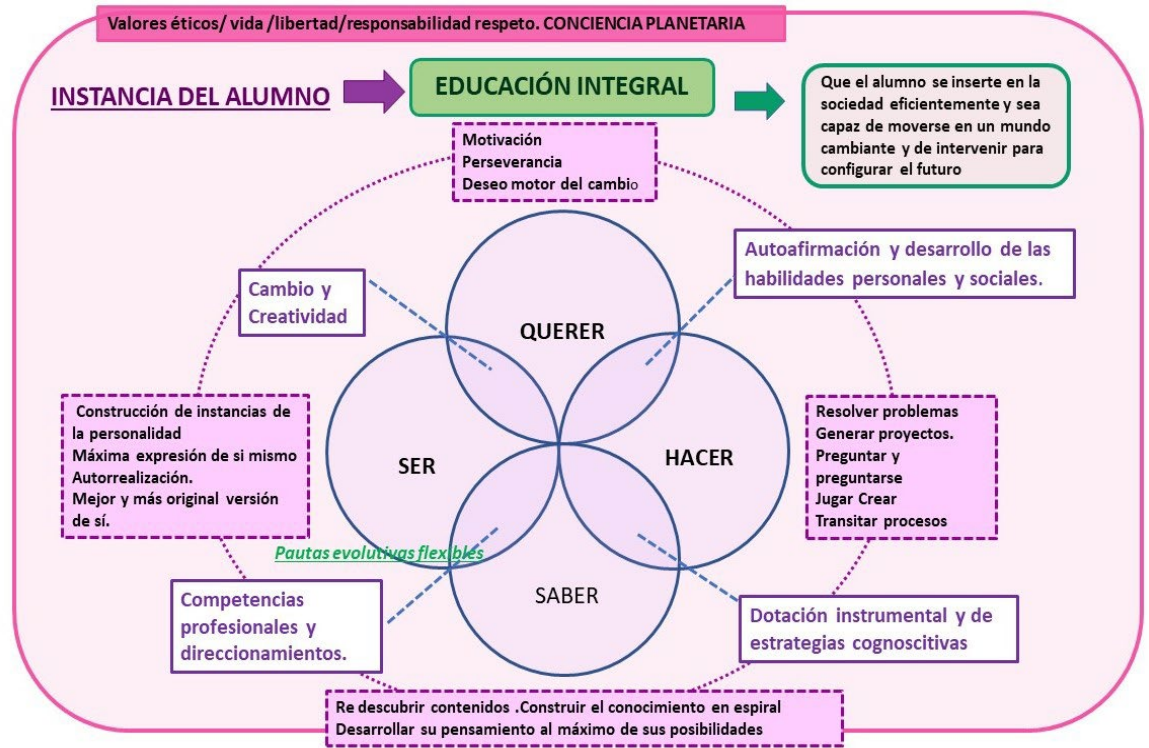 Valores éticos/ vida /libertad/responsabilidad respeto. CONCIENCIA PLANETARIA
INSTANCIA DEL ALUMNO
EDUCACIÓN INTEGRAL
Que el alumno se inserte en la
sociedad eficientemente y sea
capaz de moverse en un mundo
cambiante y de intervenir para
configurar el futuro
Motivación
Perseverancia
Deseo motor del cambio
Autoafirmación y desarrollo de las
habilidades personales y sociales.
Cambio y
Creatividad
QUERER
Construcción de instancias de
la personalidad
Máxima expresión de si mismo
Autorrealización.
Mejor y más original versión
de sí.
SER
HACER
Resolver problemas
Generar proyectos.
Preguntar y
preguntarse
Jugar Crear
Transitar procesos
Pautas evolutivas flexibles
SABER
Competencias
profesionales y
direccionamientos.
Dotación instrumental y de
estrategias cognoscitivas
Re descubrir contenidos .Construir el conocimiento en espiral
Desarrollar su pensamiento al máximo de sus posibilidades